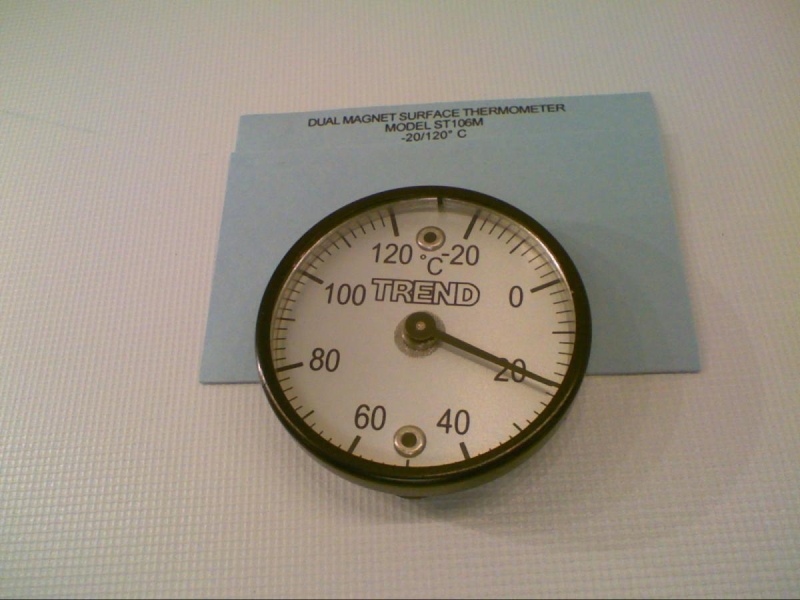 DUAL MAGNET SURFACE THERMOMETER
MODEL ST106M
-20/120° C
120 °C -20
TREND
100 0
80 20
60 40